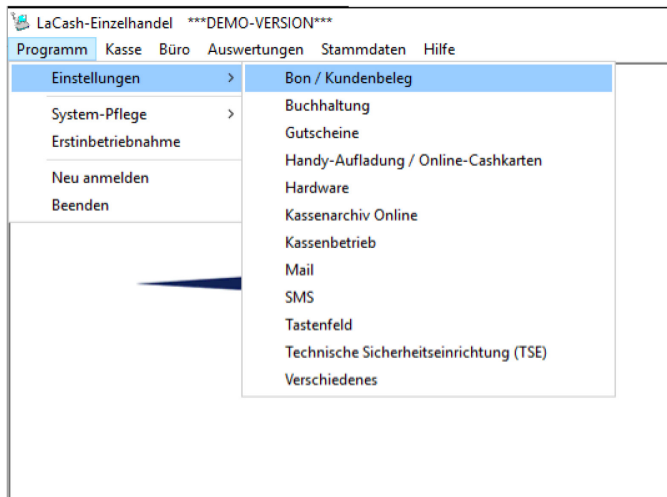 LaCash-Einzelhandel ***DEMO-VERSION***
Programm Kasse Büro Auswertungen Stammdaten Hilfe
Einstellungen >
System-Pflege >
Erstinbetriebnahme
Neu anmelden
Beenden
Bon / Kundenbeleg
Buchhaltung
Gutscheine
Handy-Aufladung / Online-Cashkarten
Hardware
Kassenarchiv Online
Kassenbetrieb
Mail
SMS
Tastenfeld
Technische Sicherheitseinrichtung (TSE)
Verschiedenes